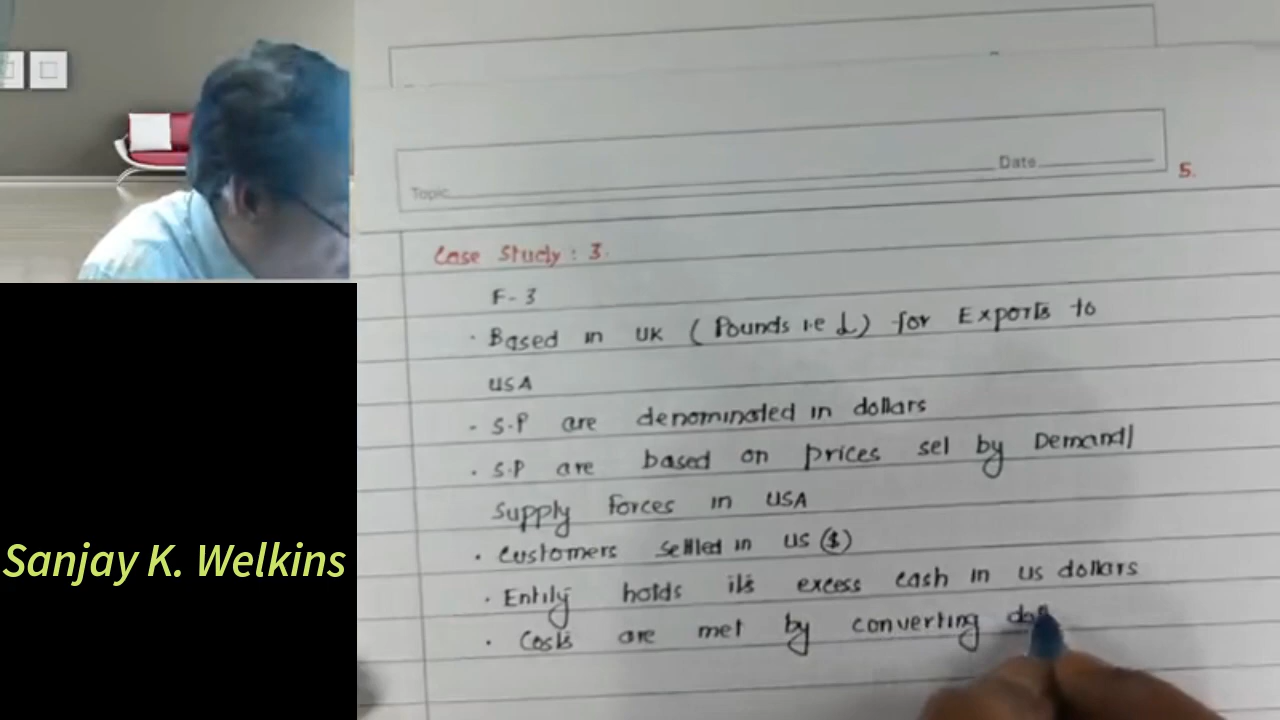 Topic
Date
5.
Case Study : 3.
F-3
• Based in UK ( Pounds i.e £) for Exports to
USA
• S.P are denominated in dollars
• S.P are based on prices set by Demand/
Supply Forces in USA
• Customers settled in US ($)
• Entity holds its excess cash in US dollars
• Costs are met by converting
Sanjay K. Welkins